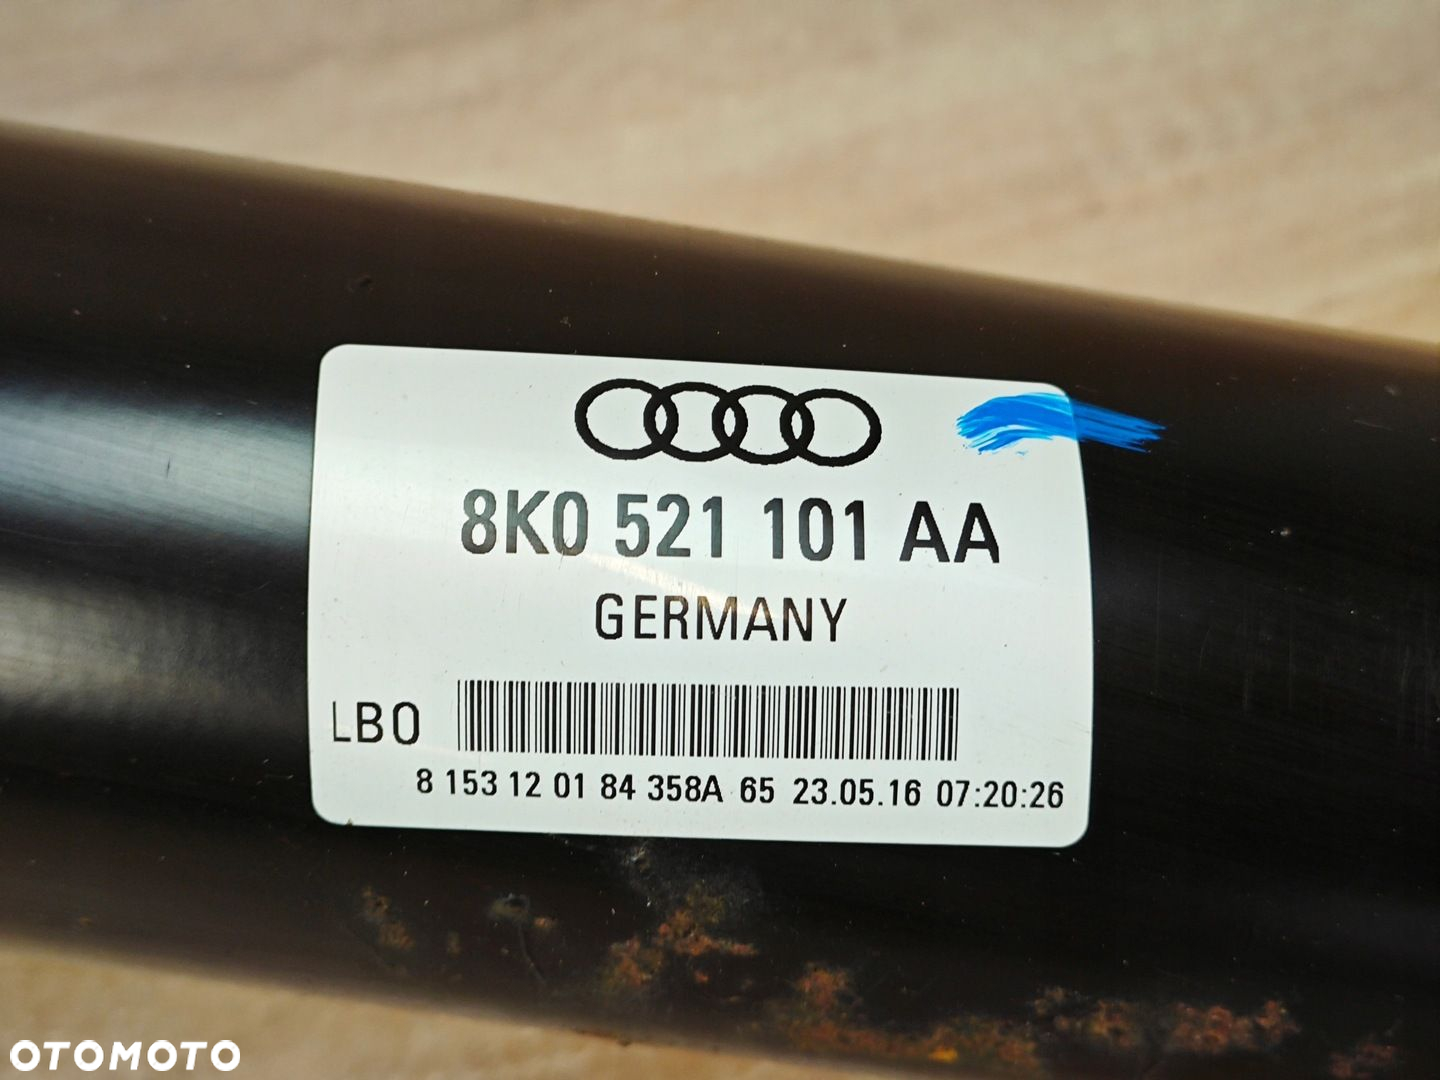 8K0 521 101 AA
GERMANY
LBO
8 153 12 01 84 358A 65 23.05.16 07:20:26
OTOMOTO